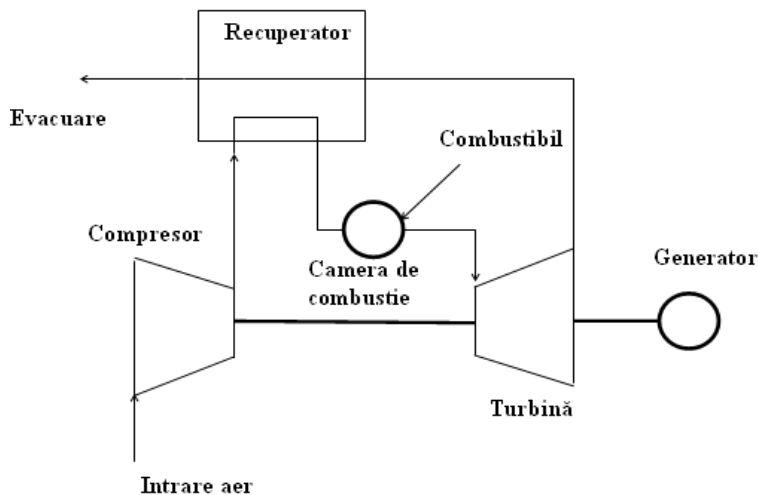 Recuperator
Evacuare
Combustibil
Compresor
Camera de
combustie
Generator
Turbină
Intrare aer